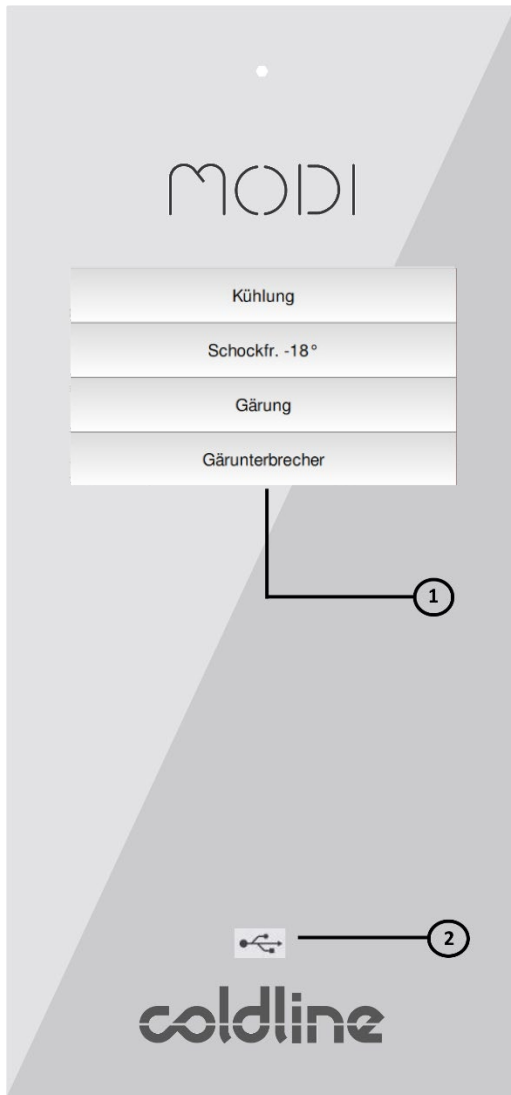 MODI
Kühlung
Schockfr. -18°
Gärung
Gärunterbrecher
1
2
coldline